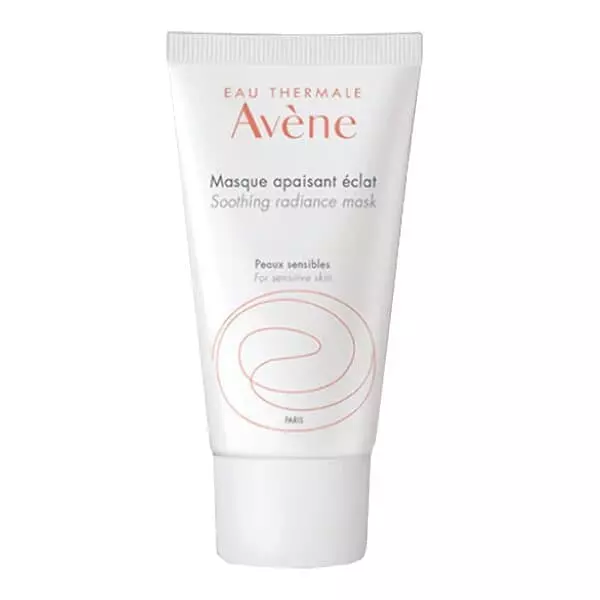 EAU THERMALE
Avène
Masque apaisant éclat
Soothing radiance mask
Peaux sensibles
For sensitive skin
PARIS